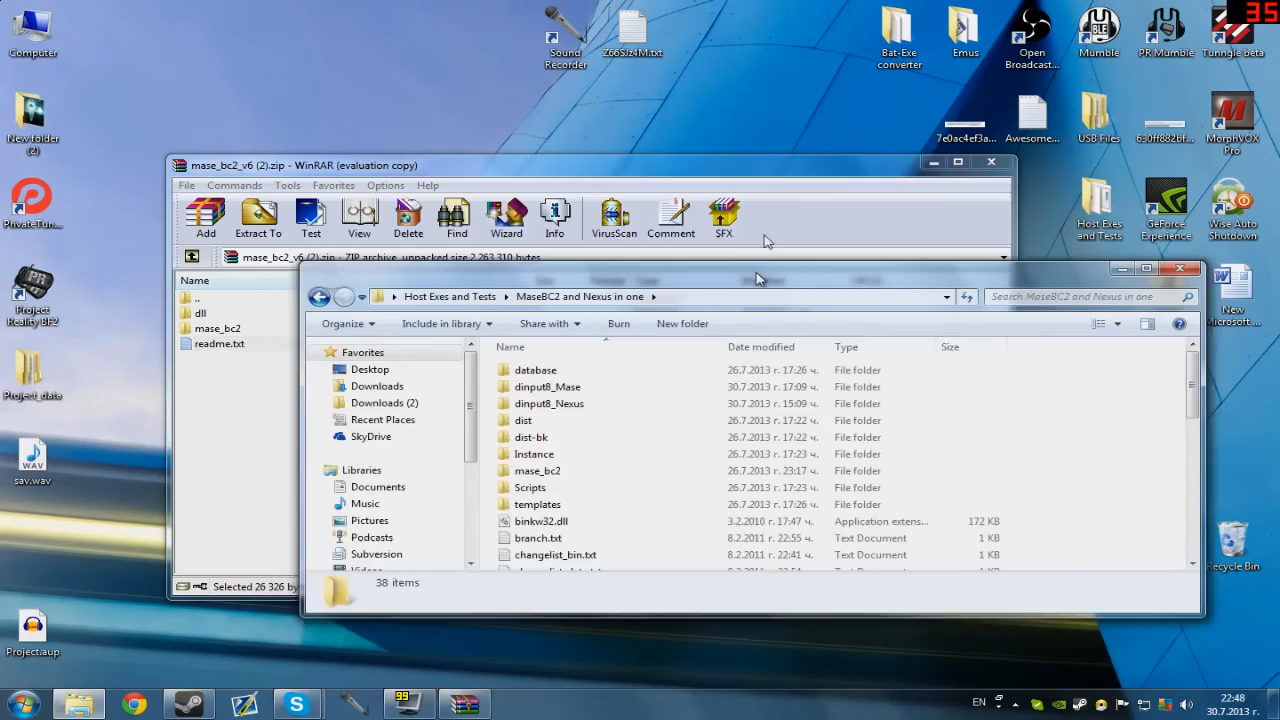 35
Computer
Sound
Recorder
Z66SJz4M.txt
Bat-Exe
converter
Emus
Open
Broadcast...
Mumble
PR Mumble
Tunngle beta
New folder
(2)
7e0ac4ef3a...
Awesome...
USB Files
630ff882bf...
MorphVOX
Pro
PrivateTun...
Host Exes
and Tests
GeForce
Experience
Wise Auto
Shutdown
Project
Reality BF2
New
Microsoft ...
Project_data
sav.wav
Recycle Bin
Project.aup
mase_bc2_v6 (2).zip - WinRAR (evaluation copy)
File Commands Tools Favorites Options Help
Add Extract To Test View Delete Find Wizard Info VirusScan Comment SFX
mase_bc2_v6 (2).zip - ZIP archive, unpacked size 2 263 310 bytes
Name
..
dll
mase_bc2
readme.txt
Selected 26 326 by
Host Exes and Tests MaseBC2 and Nexus in one
Search MaseBC2 and Nexus in one
Organize Include in library Share with Burn New folder
Favorites
Desktop
Downloads
Downloads (2)
Recent Places
SkyDrive
Libraries
Documents
Music
Pictures
Podcasts
Subversion
Name Date modified Type Size
database 26.7.2013 г. 17:26 ч. File folder
dinput8_Mase 30.7.2013 г. 17:09 ч. File folder
dinput8_Nexus 30.7.2013 г. 15:09 ч. File folder
dist 26.7.2013 г. 17:22 ч. File folder
dist-bk 26.7.2013 г. 17:22 ч. File folder
Instance 26.7.2013 г. 17:23 ч. File folder
mase_bc2 26.7.2013 г. 23:17 ч. File folder
Scripts 26.7.2013 г. 17:23 ч. File folder
templates 26.7.2013 г. 17:26 ч. File folder
binkw32.dll 3.2.2010 г. 17:47 ч. Application extens... 172 KB
branch.txt 8.2.2011 г. 22:55 ч. Text Document 1 KB
changelist_bin.txt 8.2.2011 г. 22:41 ч. Text Document 1 KB
38 items
99
EN
22:48
30.7.2013 г.